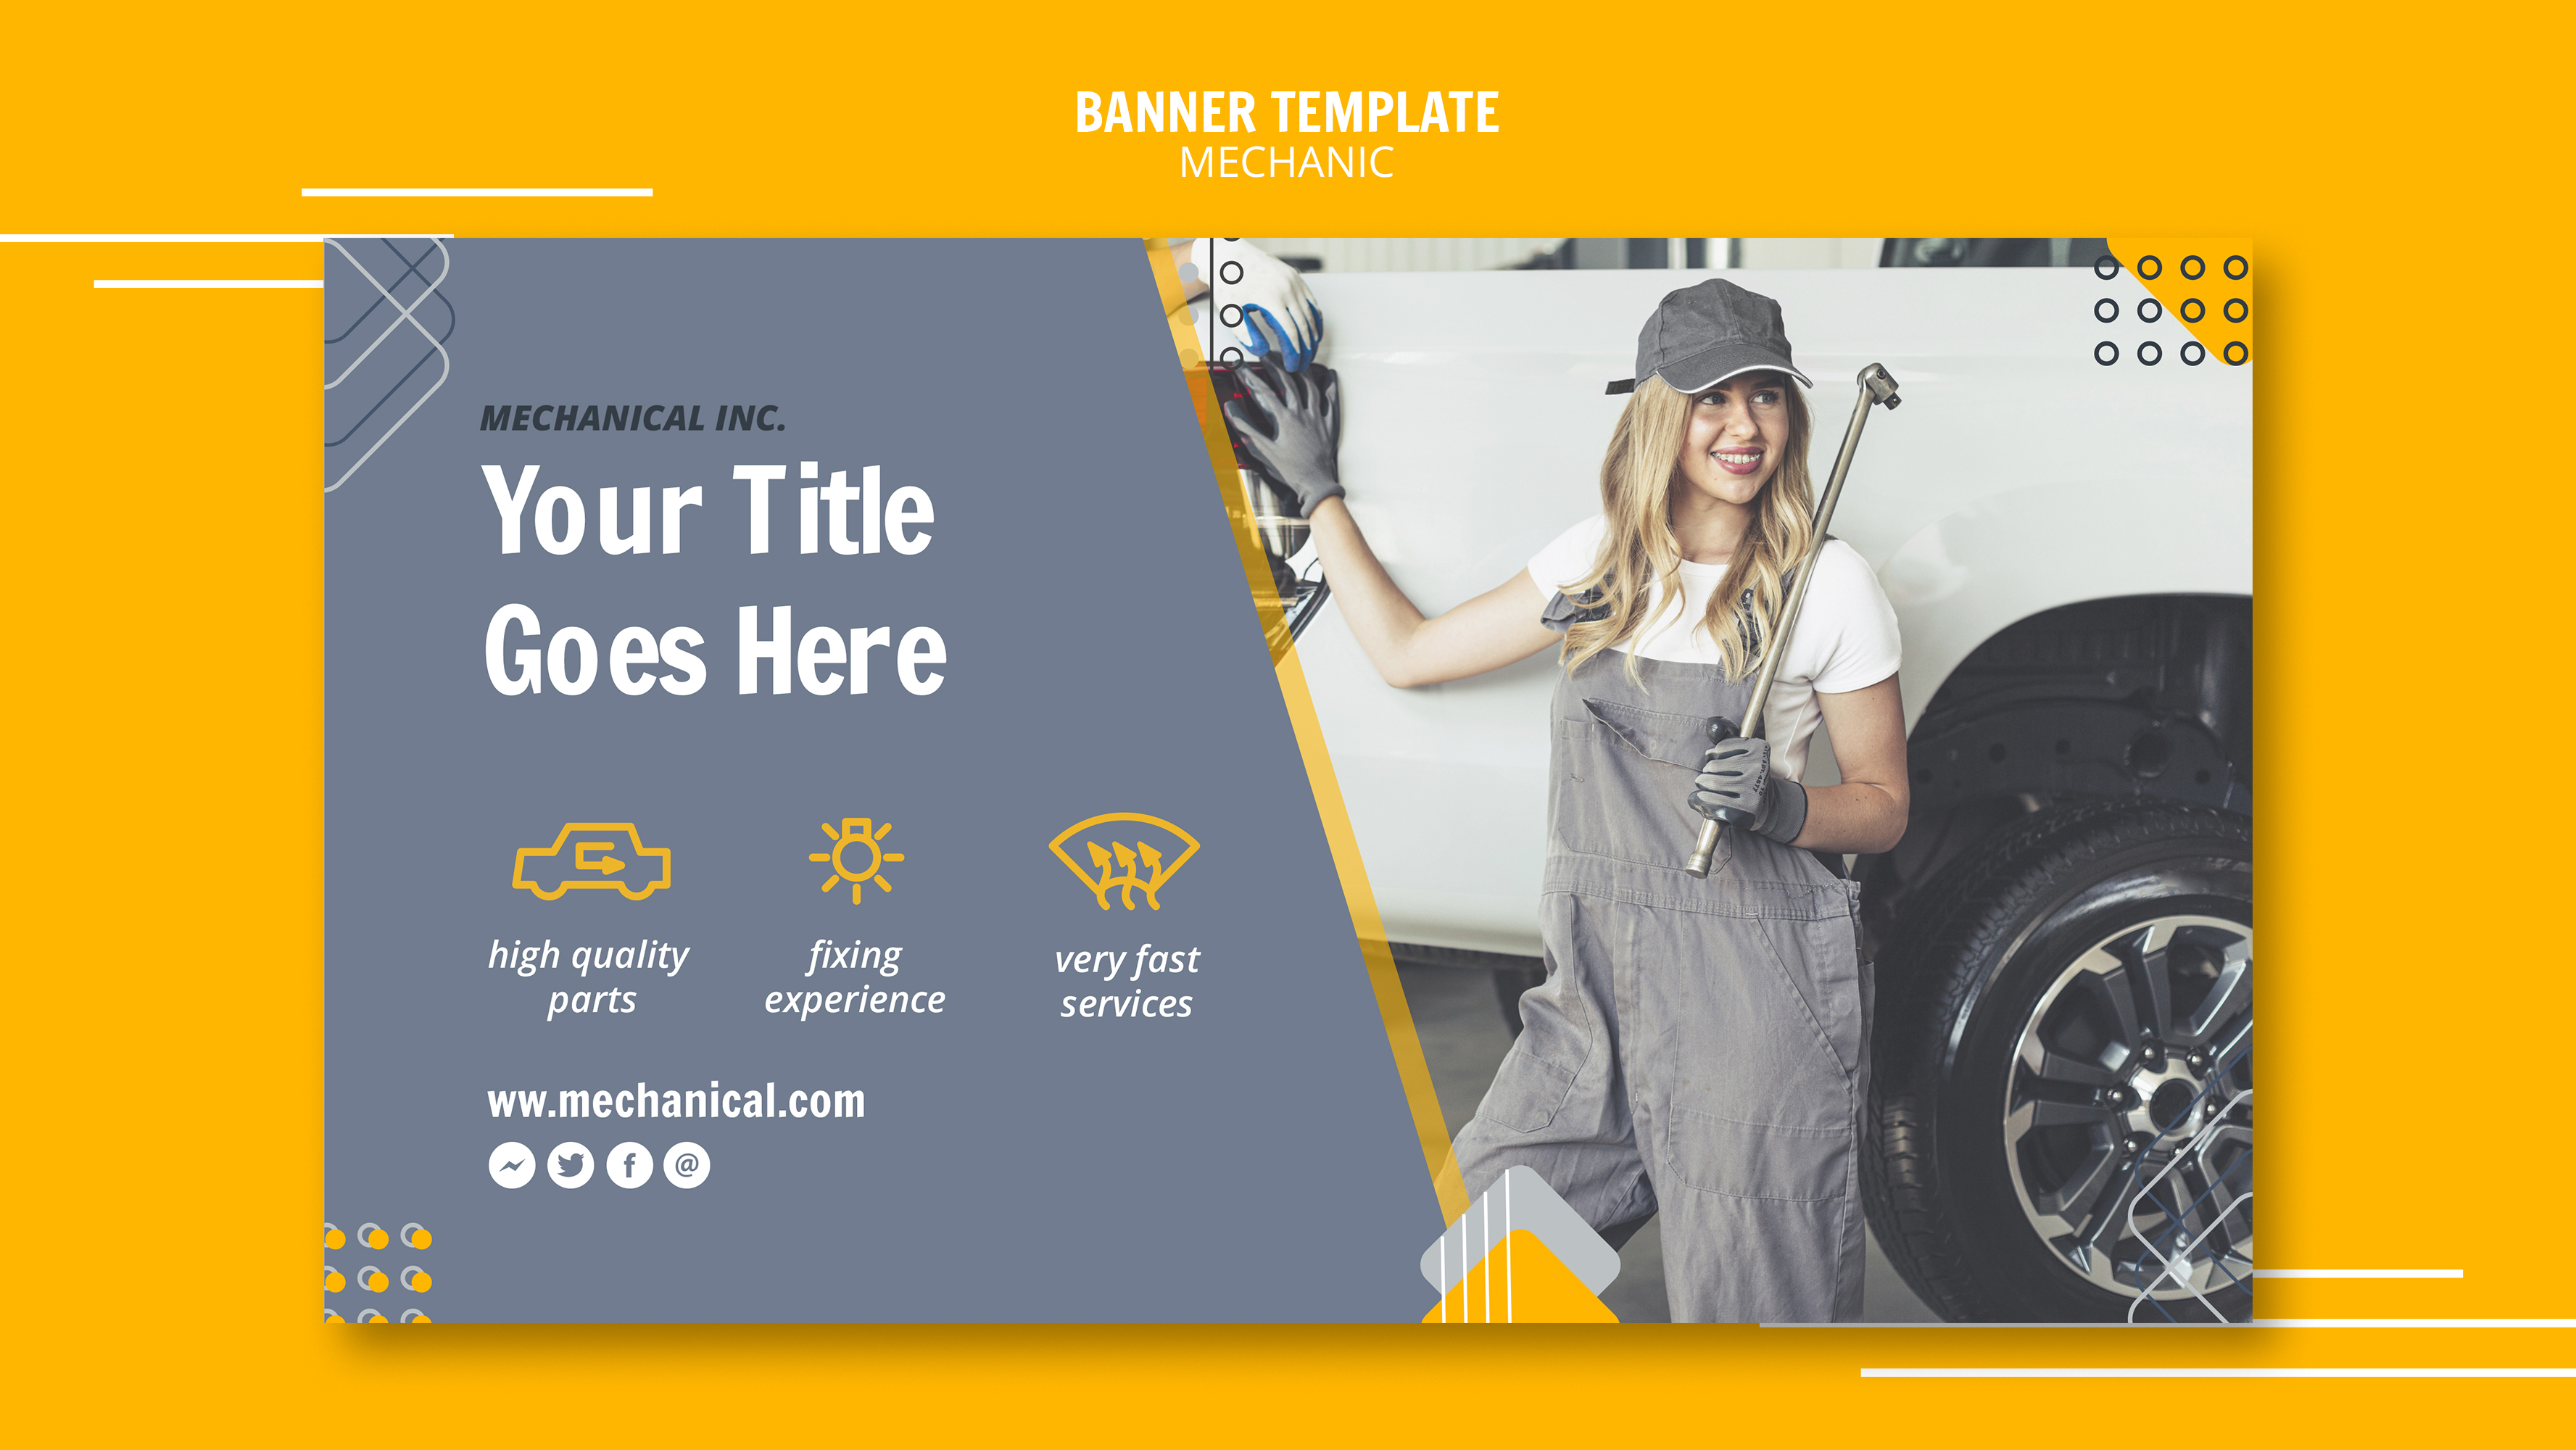 BANNER TEMPLATE
MECHANIC
MECHANICAL INC.
Your Title
Goes Here
high quality
parts
fixing
experience
very fast
services
ww.mechanical.com